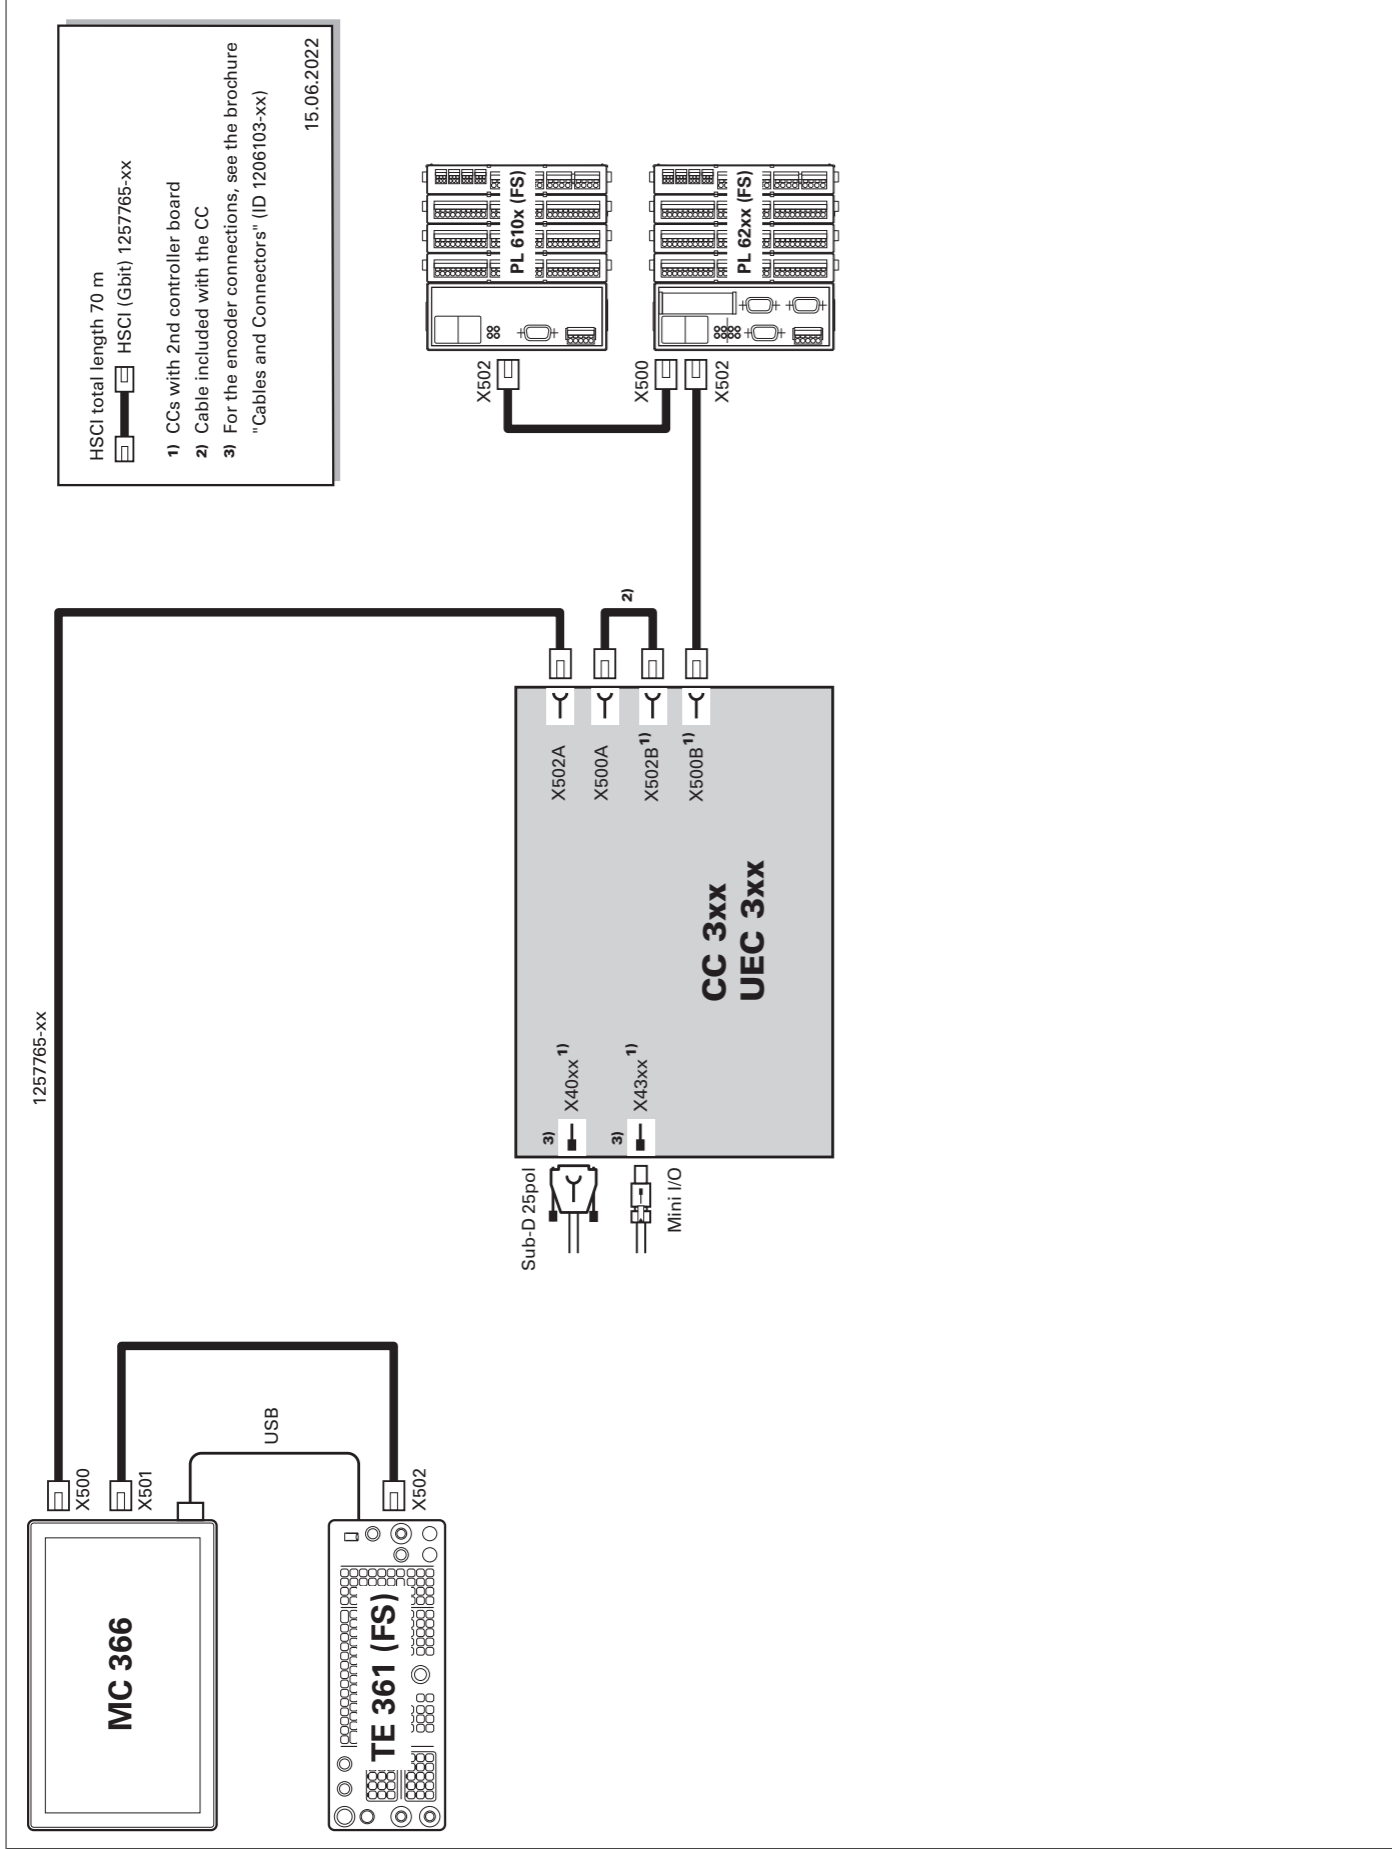 HSCI total length 70 m
HSCI (Gbit) 1257765-xx
1) CCs with 2nd controller board
2) Cable included with the CC
3) For the encoder connections, see the brochure
"Cables and Connectors" (ID 1206103-xx)
15.06.2022
1257765-xx
MC 366
X500
X501
USB
TE 361 (FS)
X502
Sub-D 25pol
3)
X40xx 1)
3)
X43xx 1)
Mini I/O
CC 3xx
UEC 3xx
X502A
X500A
X502B 1)
X500B 1)
2)
X502
PL 610x (FS)
X500
X502
PL 62xx (FS)